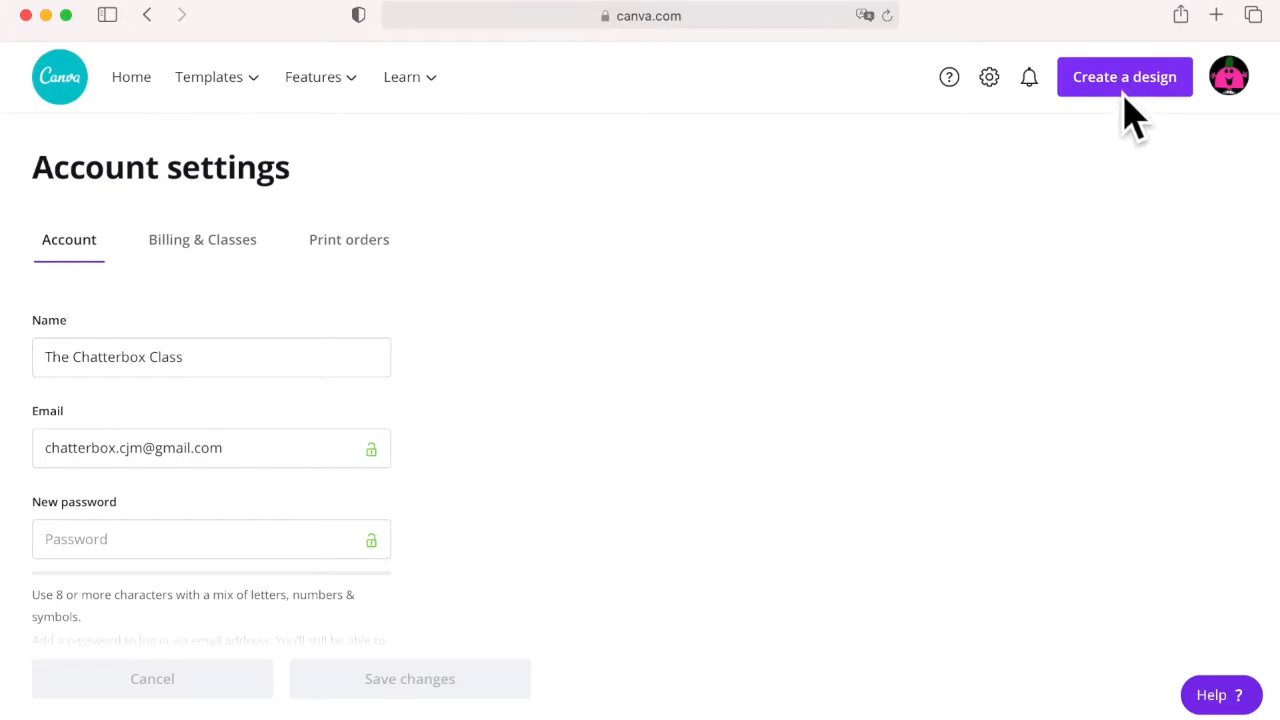 canva.com
Canva
Home Templates Features Learn
? Create a design
Account settings
Account Billing & Classes Print orders
Name
The Chatterbox Class
Email
chatterbox.cjm@gmail.com
New password
Password
Use 8 or more characters with a mix of letters, numbers &
symbols.
Add a password to log in via email address. You'll still be able to
Cancel Save changes
Help ?